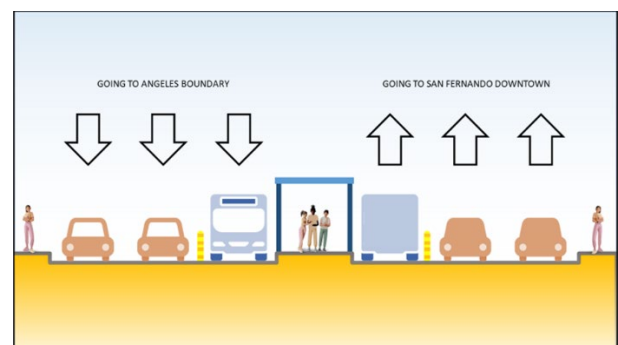 GOING TO ANGELES BOUNDARY
GOING TO SAN FERNANDO DOWNTOWN